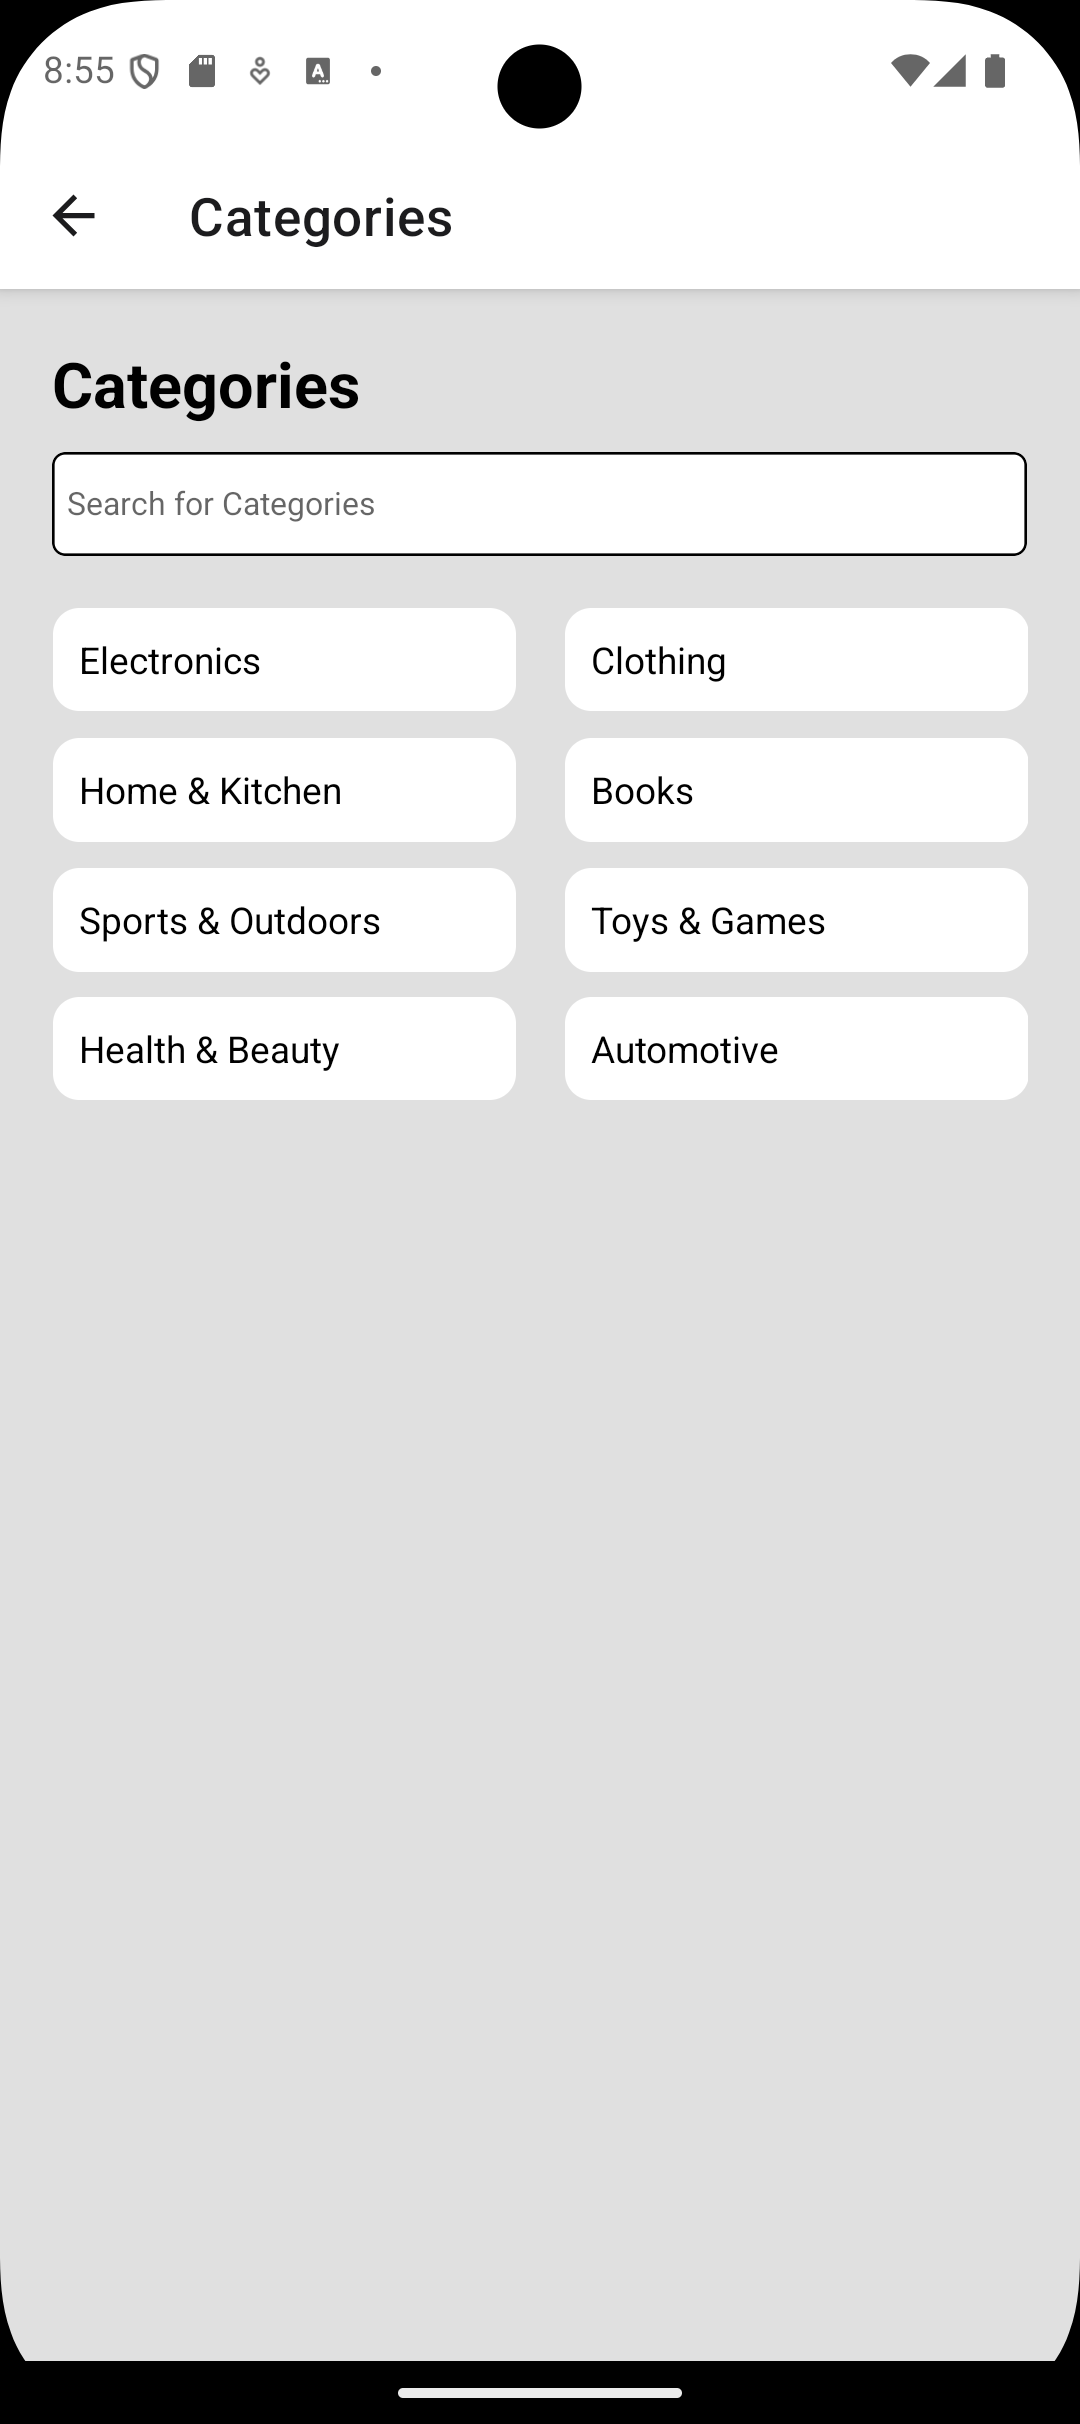 8:55
Categories
Categories
Search for Categories
Electronics
Clothing
Home & Kitchen
Books
Sports & Outdoors
Toys & Games
Health & Beauty
Automotive